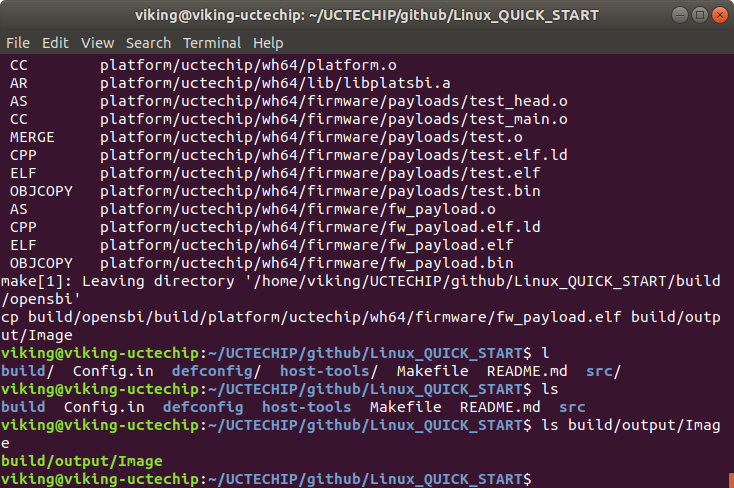 viking@viking-uctechip: ~/UCTECHIP/github/Linux_QUICK_START
File Edit View Search Terminal Help
CC platform/uctechip/wh64/platform.o
AR platform/uctechip/wh64/lib/libplatsbi.a
AS platform/uctechip/wh64/firmware/payloads/test_head.o
CC platform/uctechip/wh64/firmware/payloads/test_main.o
MERGE platform/uctechip/wh64/firmware/payloads/test.o
CPP platform/uctechip/wh64/firmware/payloads/test.elf.ld
ELF platform/uctechip/wh64/firmware/payloads/test.elf
OBJCOPY platform/uctechip/wh64/firmware/payloads/test.bin
AS platform/uctechip/wh64/firmware/fw_payload.o
CPP platform/uctechip/wh64/firmware/fw_payload.elf.ld
ELF platform/uctechip/wh64/firmware/fw_payload.elf
OBJCOPY platform/uctechip/wh64/firmware/fw_payload.bin
make[1]: Leaving directory '/home/viking/UCTECHIP/github/Linux_QUICK_START/build
/opensbi'
cp build/opensbi/build/platform/uctechip/wh64/firmware/fw_payload.elf build/outp
ut/Image
viking@viking-uctechip:~/UCTECHIP/github/Linux_QUICK_START$ l
build/ Config.in defconfig/ host-tools/ Makefile README.md src/
viking@viking-uctechip:~/UCTECHIP/github/Linux_QUICK_START$ ls
build Config.in defconfig host-tools Makefile README.md src
viking@viking-uctechip:~/UCTECHIP/github/Linux_QUICK_START$ ls build/output/Imag
e
build/output/Image
viking@viking-uctechip:~/UCTECHIP/github/Linux_QUICK_START$